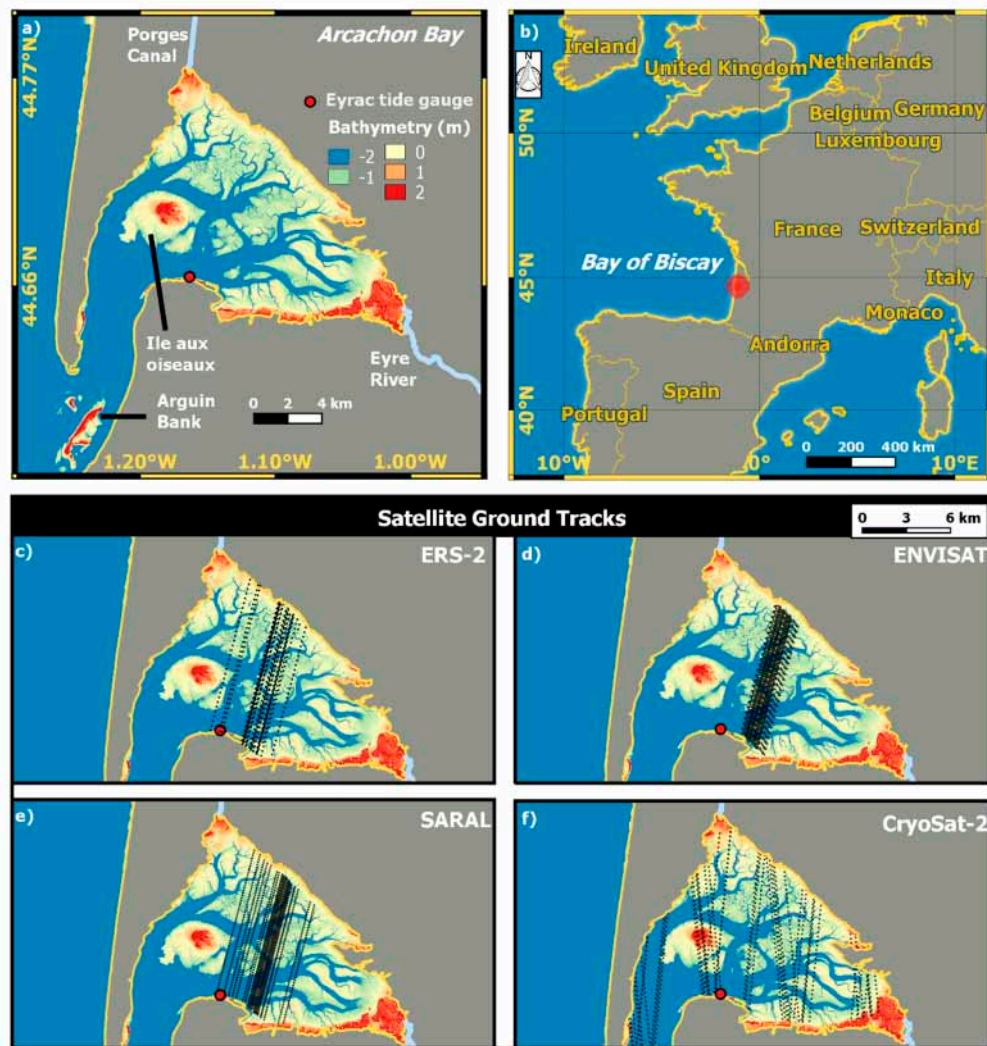 a)
Porges
Canal
Arcachon Bay
44.77°N
Eyrac tide gauge
Bathymetry (m)
-2
0
-1
1
2
44.66°N
Ile aux
oiseaux
Eyre
River
Arguin
Bank
0 2 4 km
1.20°W 1.10°W 1.00°W
b)
N
Ireland
United Kingdom
Netherlands
Belgium
Germany
Luxembourg
50°N
France
Switzerland
Bay of Biscay
45°N
Italy
Monaco
Andorra
Spain
Portugal
40°N
0 200 400 km
10°W 0° 10°E
Satellite Ground Tracks
0 3 6 km
c)
ERS-2
d)
ENVISAT
e)
SARAL
f)
CryoSat-2